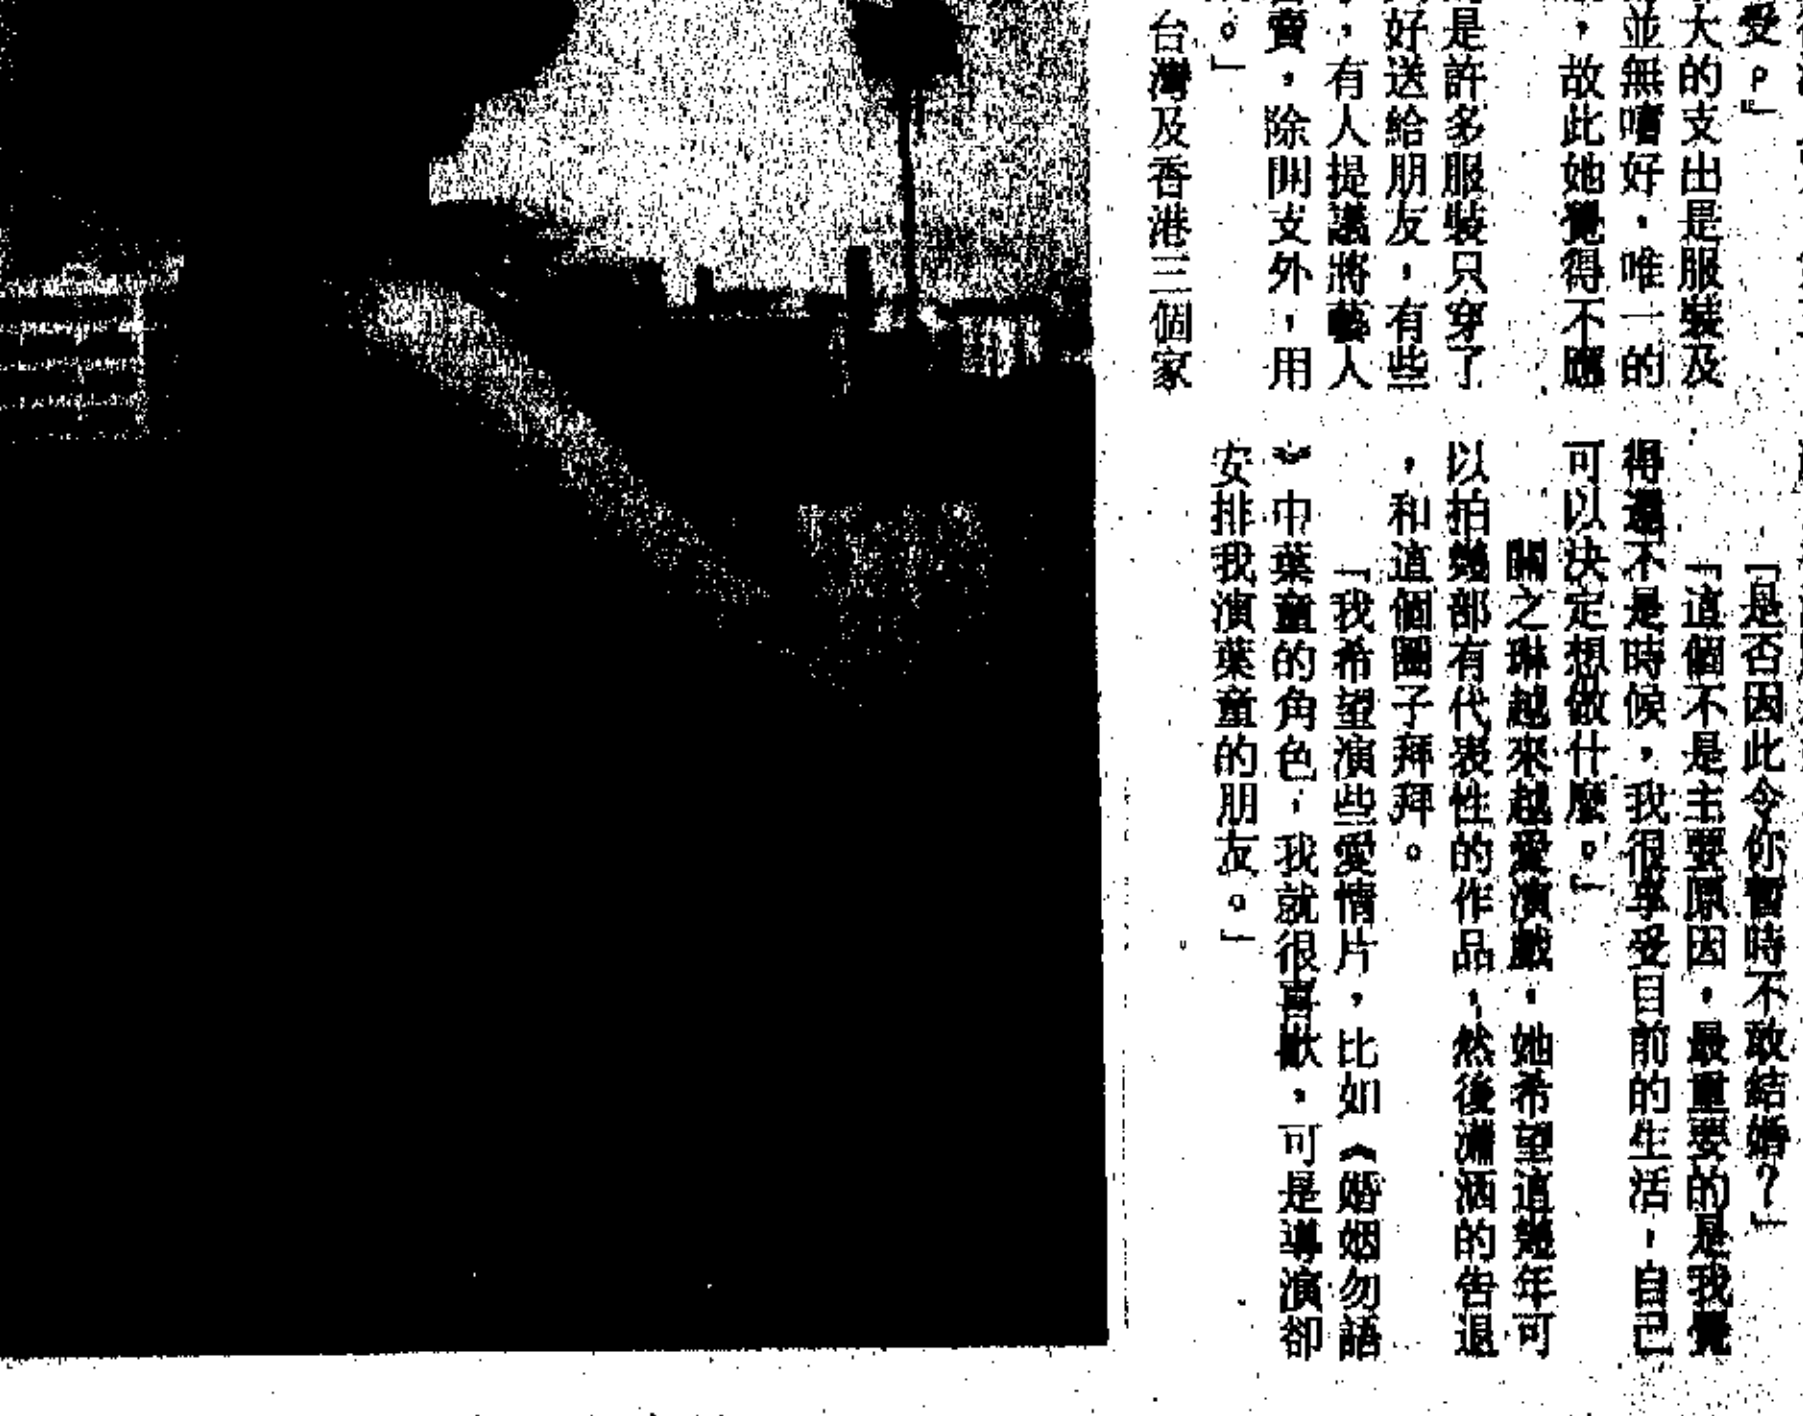 受。」
大的支出是服裝及
並無嗜好，唯一的
，故此她覺得不應
是許多服裝只穿了
好送給朋友，有些
，有人提議將藝人
賣，除開支外，用
。」
台灣及香港三個家
「是否因此令你暫時不敢結婚？」
「這個不是主要原因，最重要的是我覺
得還不是時候，我很享受目前的生活，自己
可以決定想做什麼。」
關之琳越來越愛演戲，她希望這幾年可
以拍幾部有代表性的作品，然後瀟洒的告退
，和這個圈子拜拜。
「我希望演些愛情片，比如《婚姻勿語
》中葉童的角色，我就很喜歡，可是導演卻
安排我演葉童的朋友。」